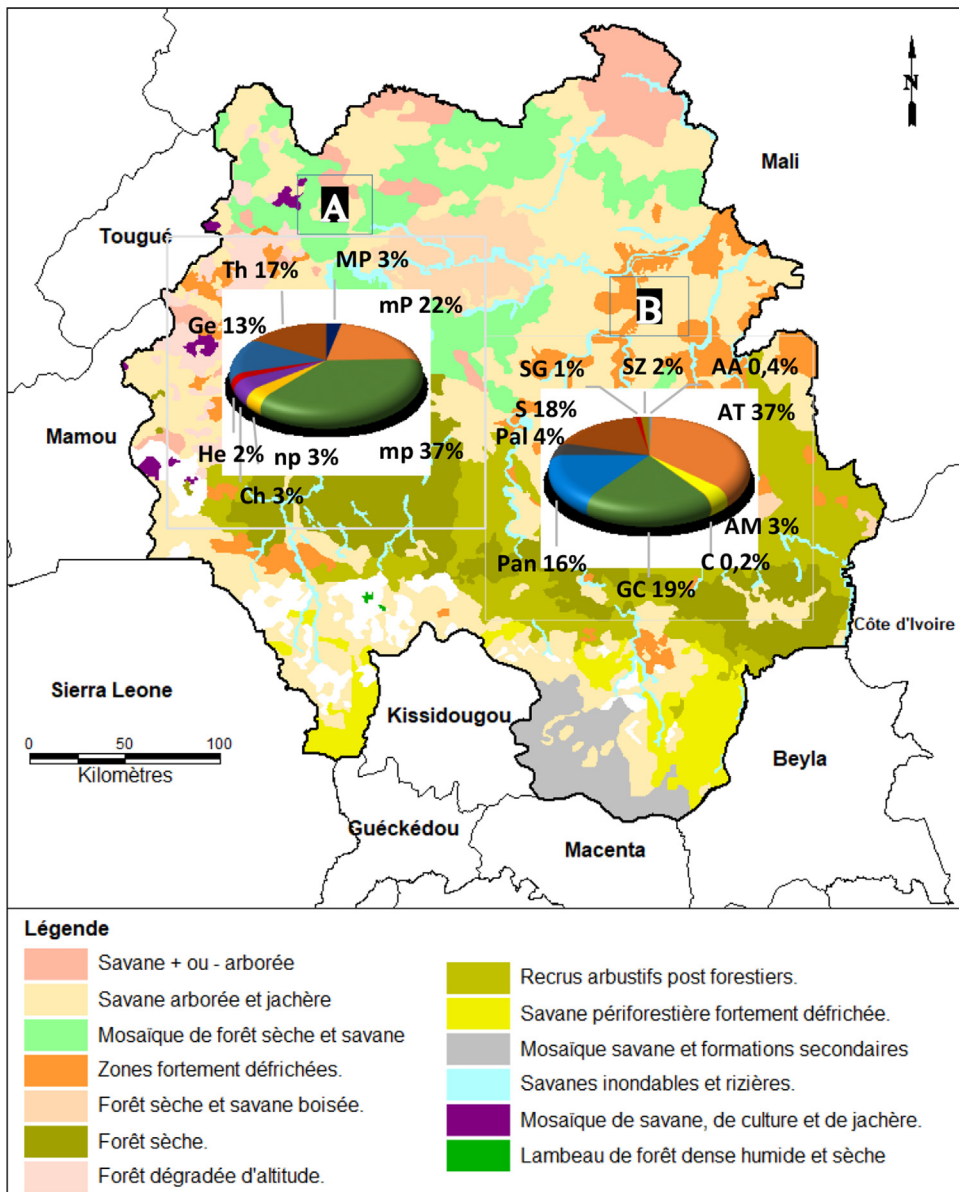 N
Mali
A
Tougué
MP 3%
Th 17%
mP 22%
B
Ge 13%
SG 1%
SZ 2%
AA 0,4%
S 18%
AT 37%
Mamou
Pal 4%
He 2%
np 3%
mp 37%
Ch 3%
AM 3%
Pan 16%
C 0,2%
GC 19%
Côte d'Ivoire
Sierra Leone
Kissidougou
0 50 100
Kilomètres
Beyla
Guéckédou
Macenta
Légende
Savane + ou - arborée
Savane arborée et jachère
Mosaïque de forêt sèche et savane
Zones fortement défrichées.
Forêt sèche et savane boisée.
Forêt sèche.
Forêt dégradée d'altitude.
Recrus arbustifs post forestiers.
Savane périforestière fortement défrichée.
Mosaïque savane et formations secondaires
Savanes inondables et rizières.
Mosaïque de savane, de culture et de jachère.
Lambeau de forêt dense humide et sèche